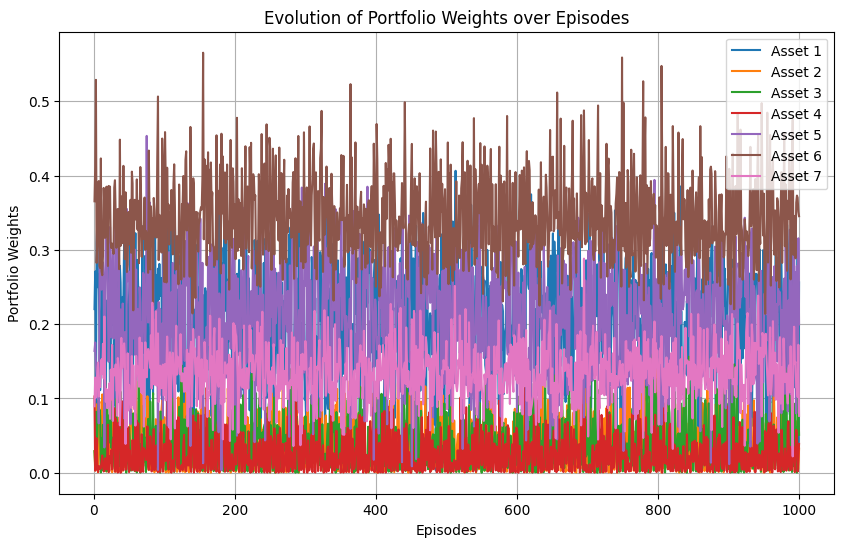 Evolution of Portfolio Weights over Episodes
Asset 1
Asset 2
Asset 3
Asset 4
Asset 5
Asset 6
Asset 7
Portfolio Weights
0.5
0.4
0.3
0.2
0.1
0.0
0
200
400
600
800
1000
Episodes